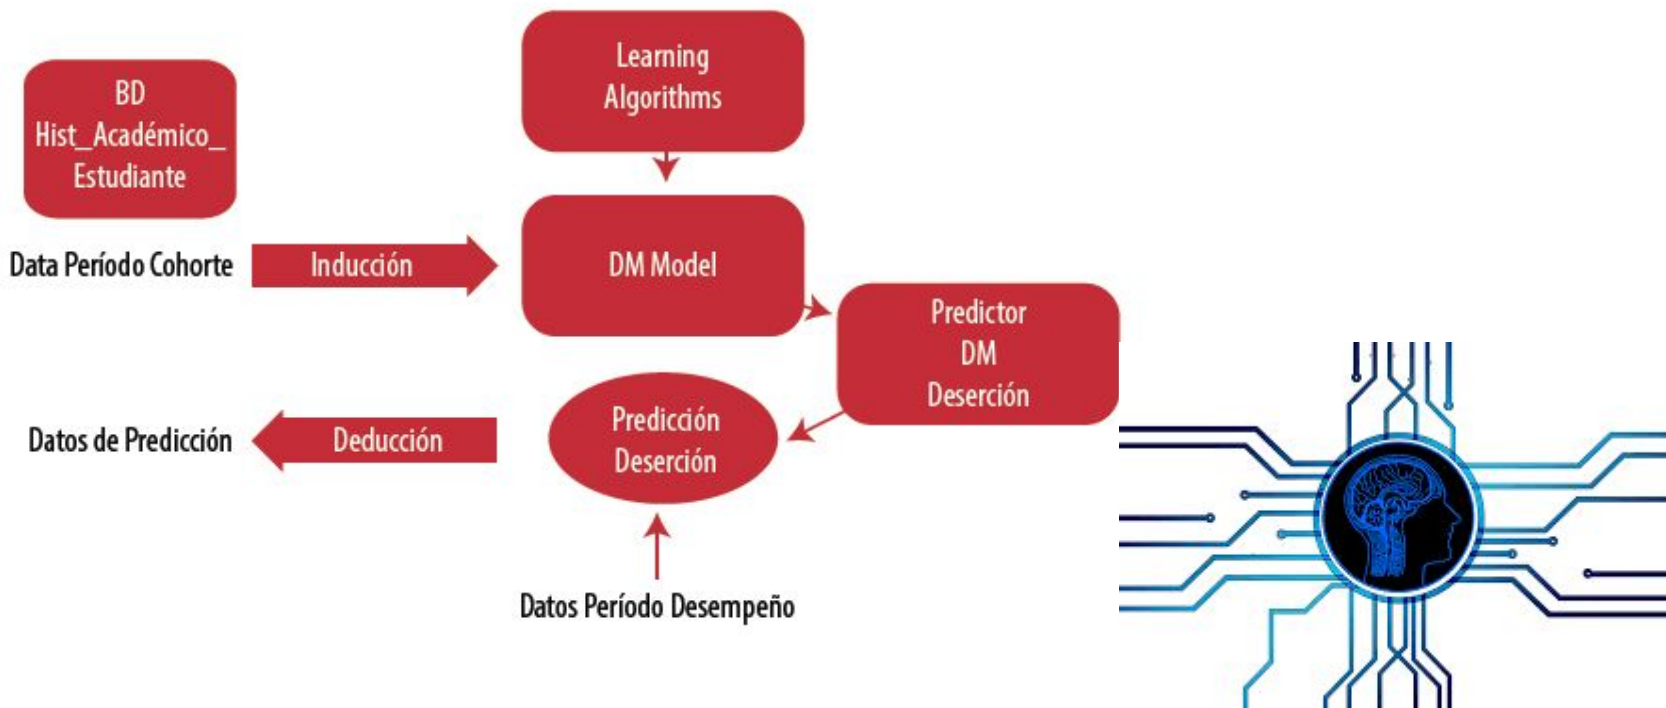 Learning
Algorithms
BD
Hist_Académico_
Estudiante
Data Período Cohorte
Inducción
DM Model
Predictor
DM
Deserción
Datos de Predicción
Deducción
Predicción
Deserción
Datos Período Desempeño